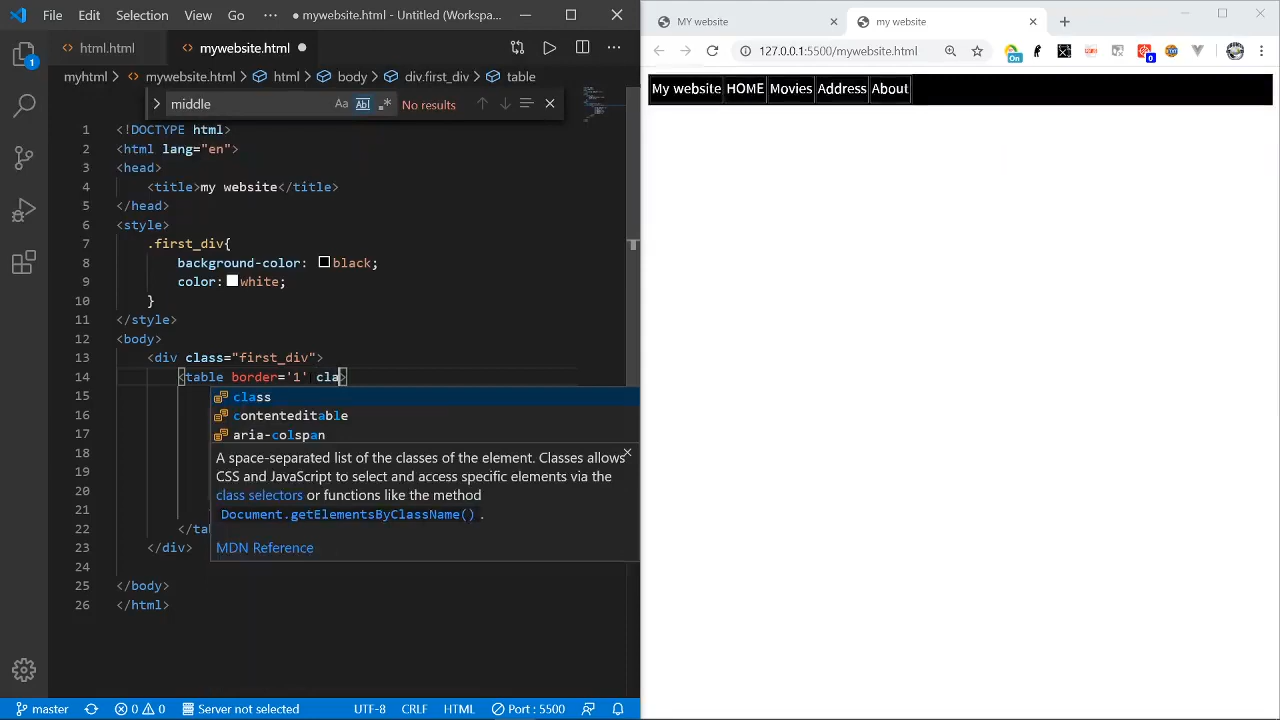 File Edit Selection View Go ··· mywebsite.html - Untitled (Workspa...
html.html mywebsite.html
myhtml > mywebsite.html > html > body > div.first_div > table
middle Aa Ab .* No results
1 <!DOCTYPE html>
2 <html lang="en">
3 <head>
4 <title>my website</title>
5 </head>
6 <style>
7 .first_div{
8 background-color: black;
9 color: white;
10 }
11 </style>
12 <body>
13 <div class="first_div">
14 <table border='1' cla>
15 class
16 contenteditable
17 aria-colspan
18 A space-separated list of the classes of the element. Classes allows
19 CSS and JavaScript to select and access specific elements via the
20 class selectors or functions like the method
21 Document.getElementsByClassName() .
22 </tab
23 </div>
MDN Reference
24
25 </body>
26 </html>
1
master 0 0 Server not selected UTF-8 CRLF HTML Port : 5500
MY website my website
127.0.0.1:5500/mywebsite.html On 0
My website HOME Movies Address About